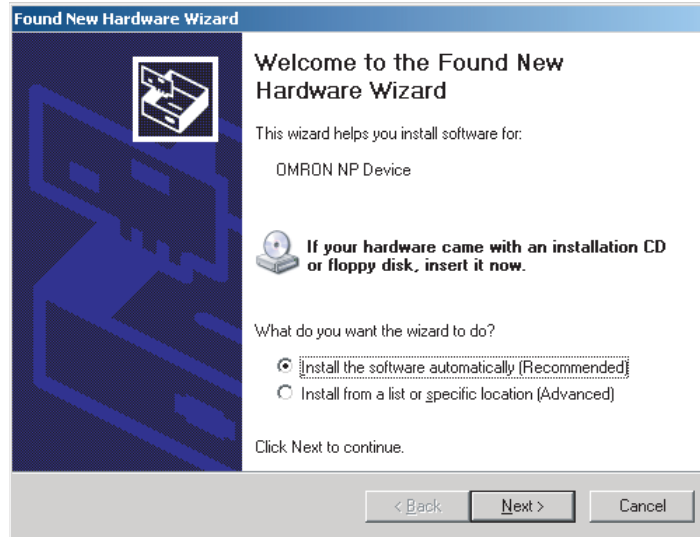 Found New Hardware Wizard
Welcome to the Found New
Hardware Wizard
This wizard helps you install software for:
OMRON NP Device
If your hardware came with an installation CD
or floppy disk, insert it now.
What do you want the wizard to do?
Install the software automatically (Recommended)
Install from a list or specific location (Advanced)
Click Next to continue.
< Back
Next >
Cancel